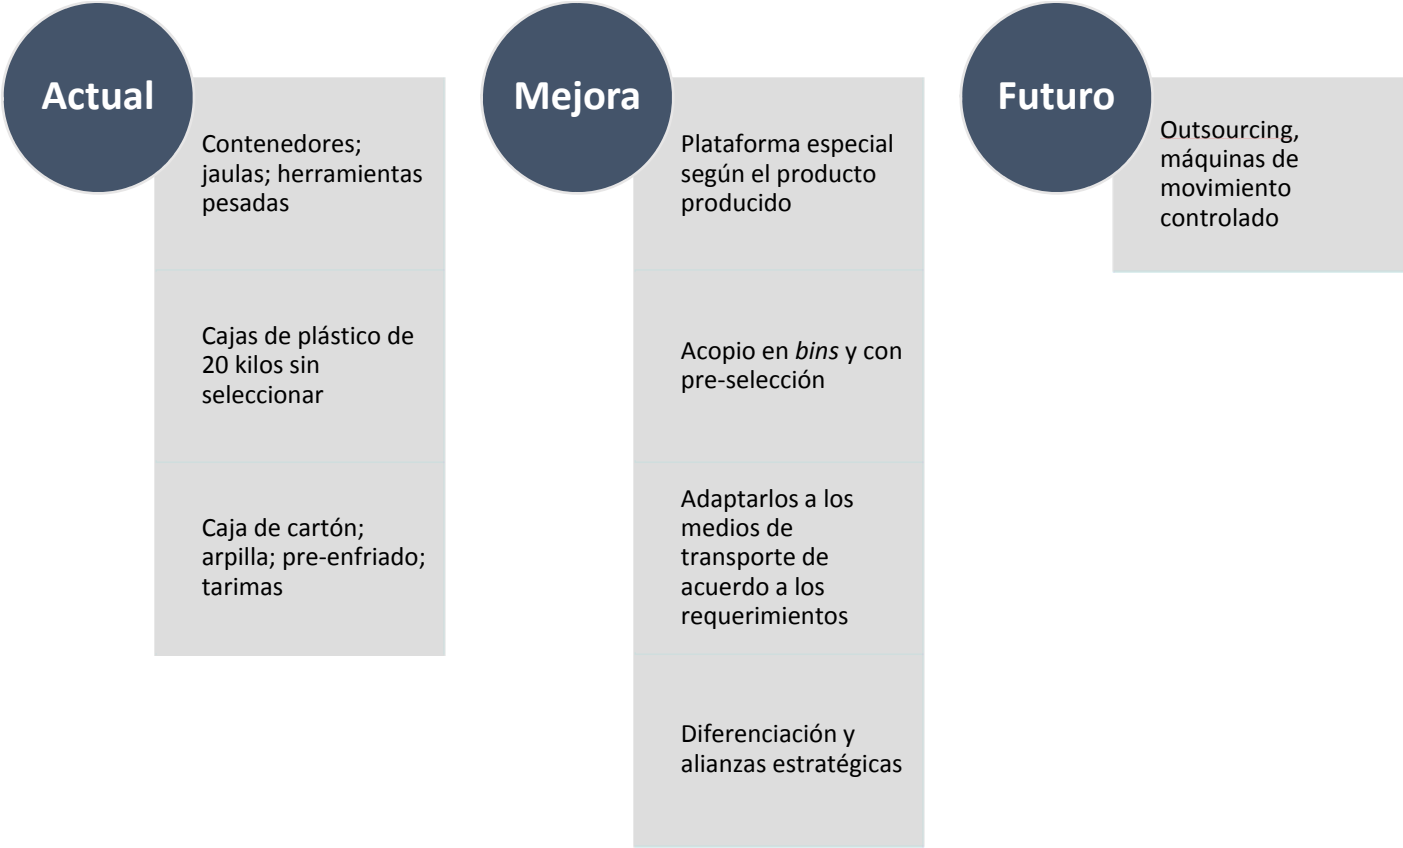 Actual
Contenedores;
jaulas; herramientas
pesadas
Cajas de plástico de
20 kilos sin
seleccionar
Caja de cartón;
arpilla; pre-enfriado;
tarimas
Mejora
Plataforma especial
según el producto
producido
Acopio en bins y con
pre-selección
Adaptarlos a los
medios de
transporte de
acuerdo a los
requerimientos
Diferenciación y
alianzas estratégicas
Futuro
Outsourcing,
máquinas de
movimiento
controlado